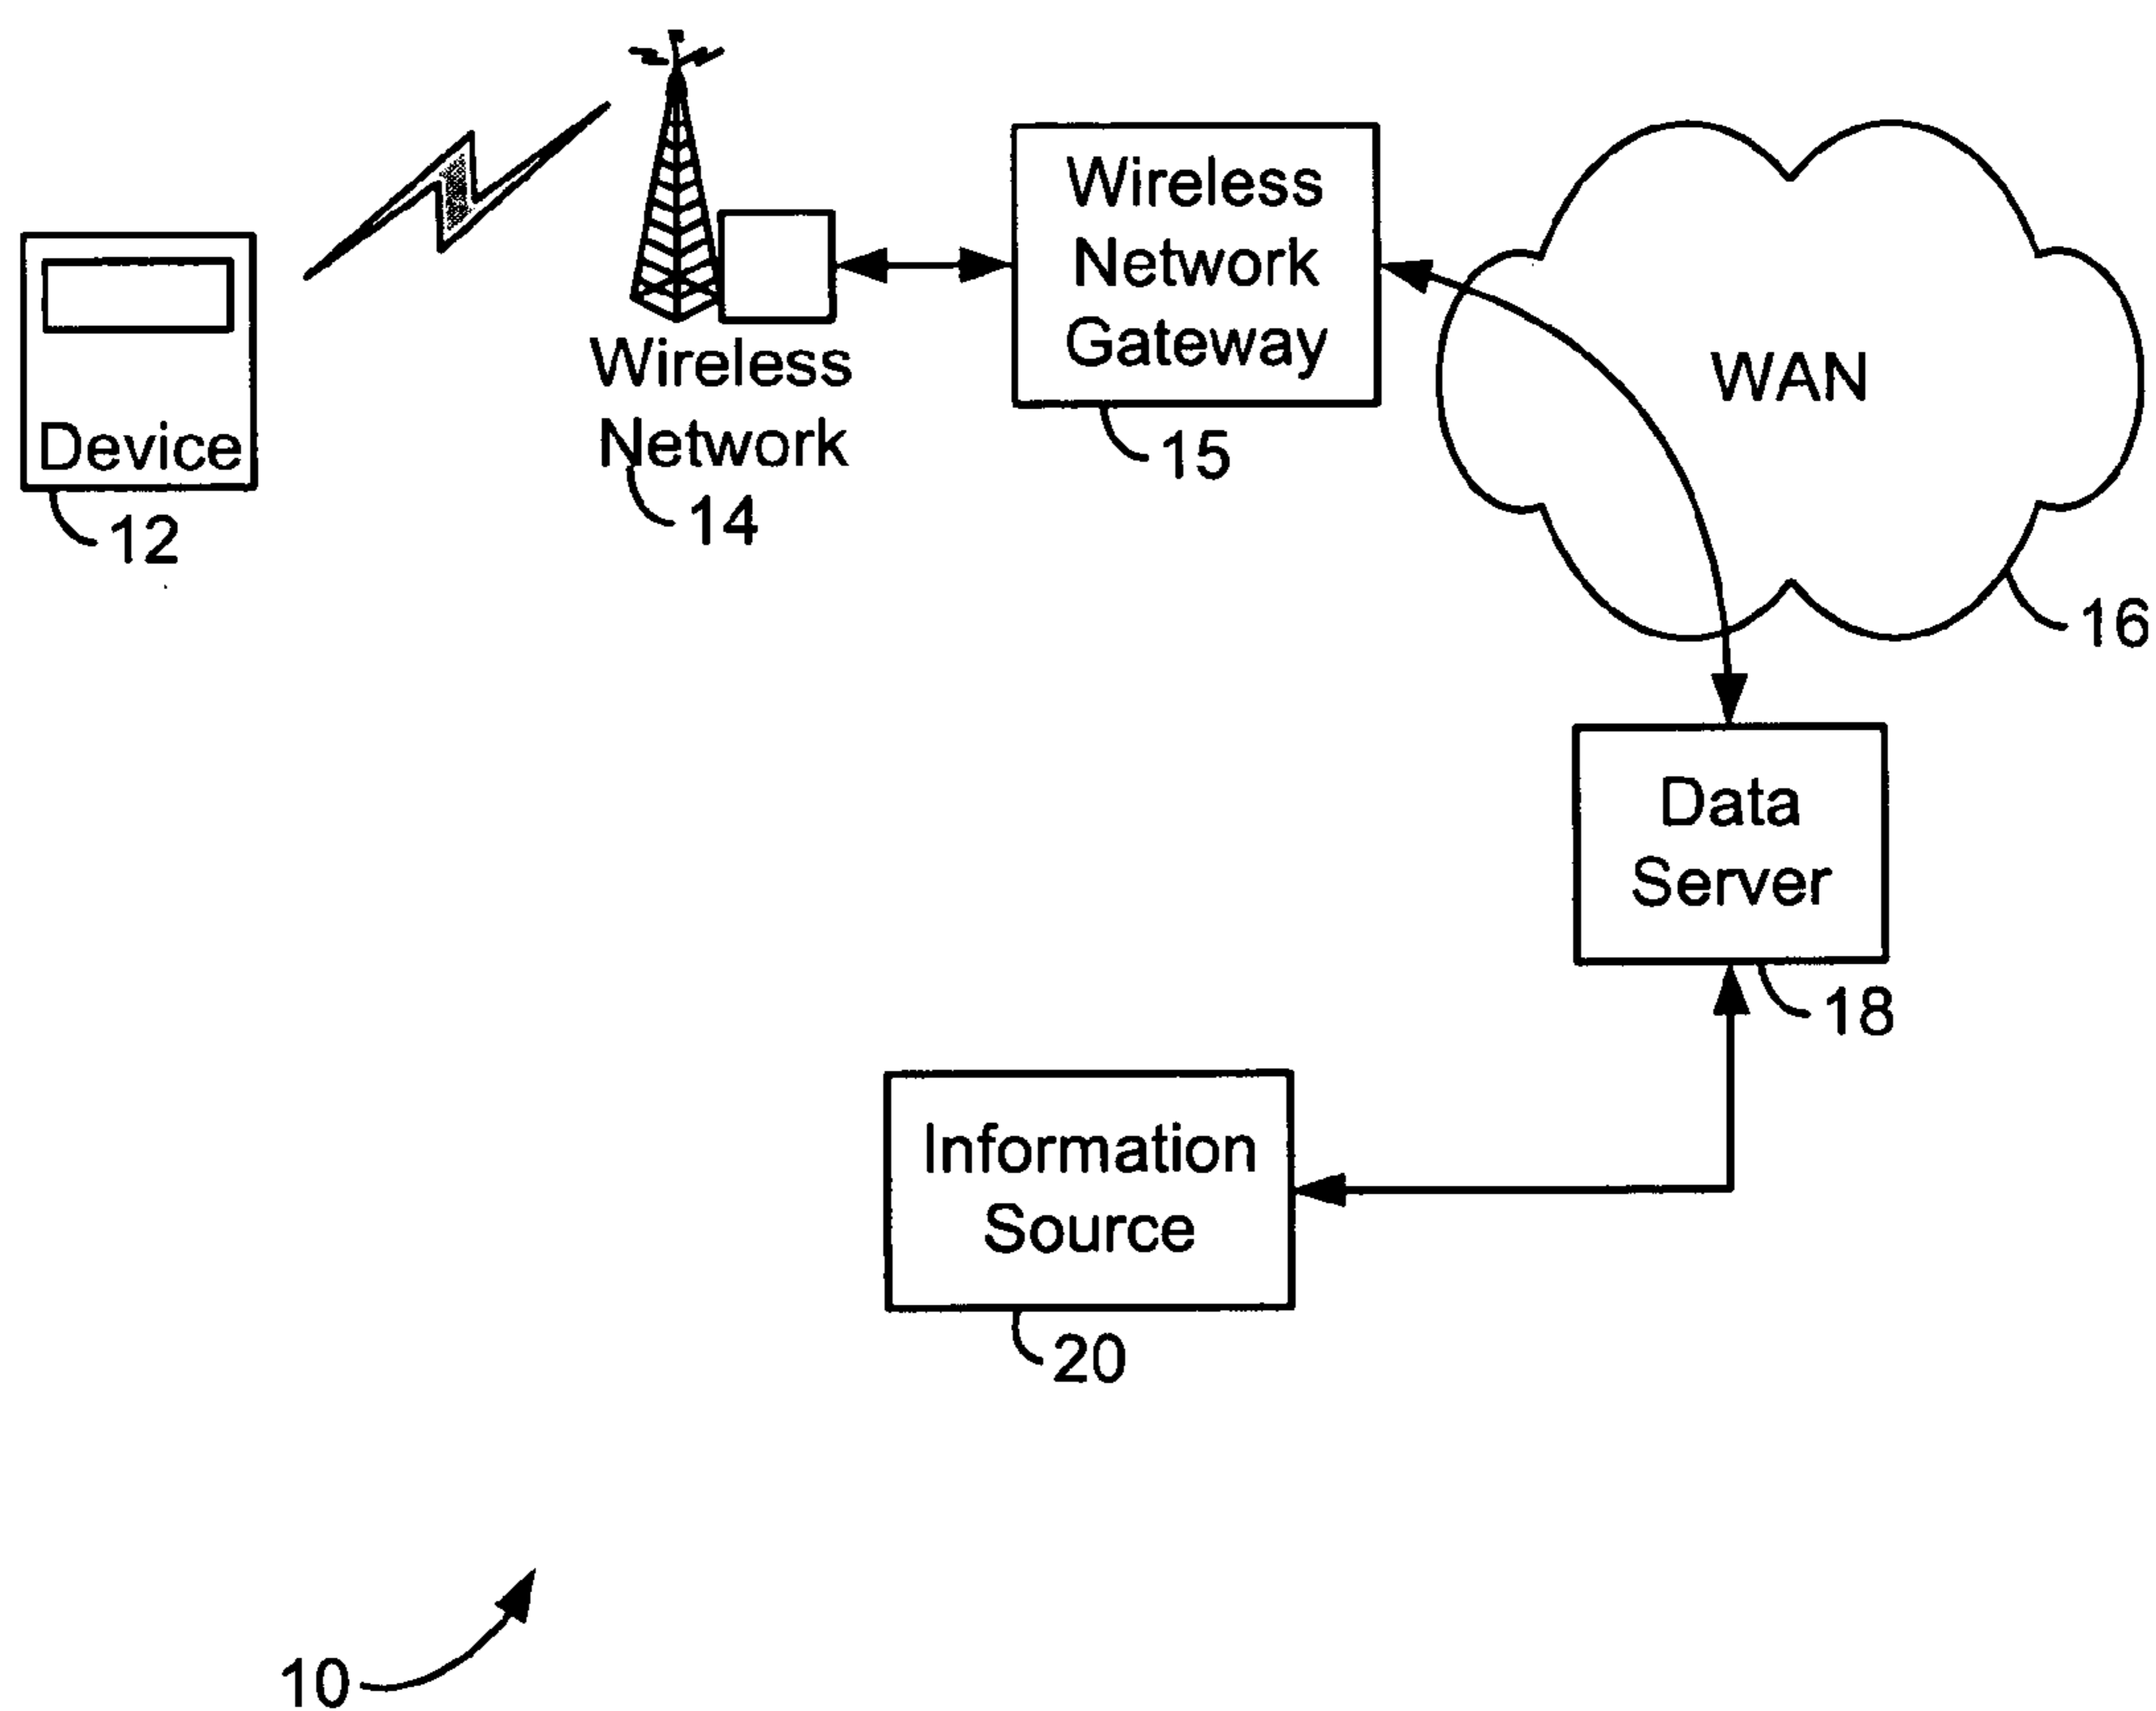 Wireless
Network
Gateway
15
WAN
16
Device
12
Wireless
Network
14
Data
Server
18
Information
Source
20
10